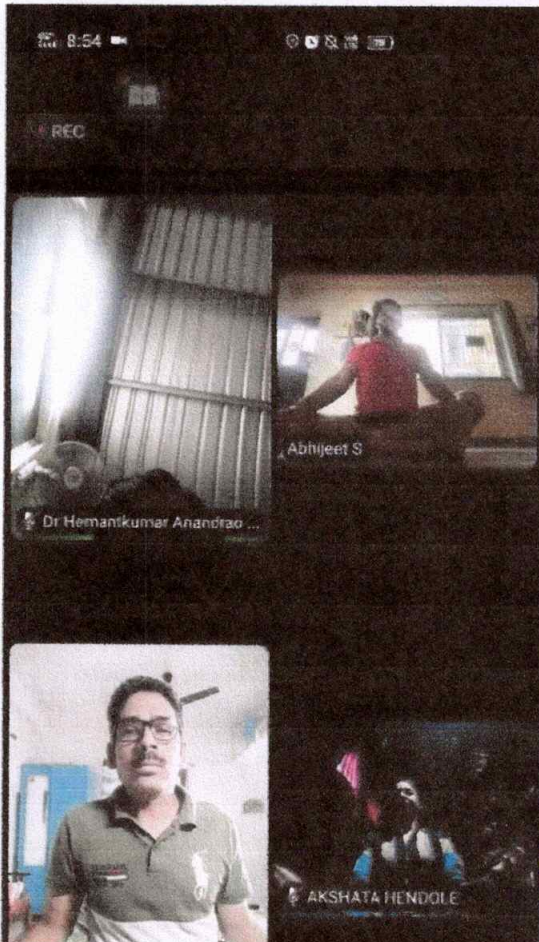 8:54
REC
Abhijeet S
Dr Hemantkumar Anandrao ...
AKSHATA HENDOLE